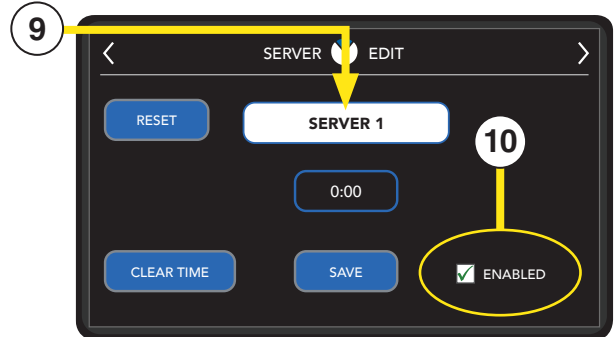 9
SERVER EDIT
RESET
SERVER 1
10
0:00
CLEAR TIME
SAVE
ENABLED